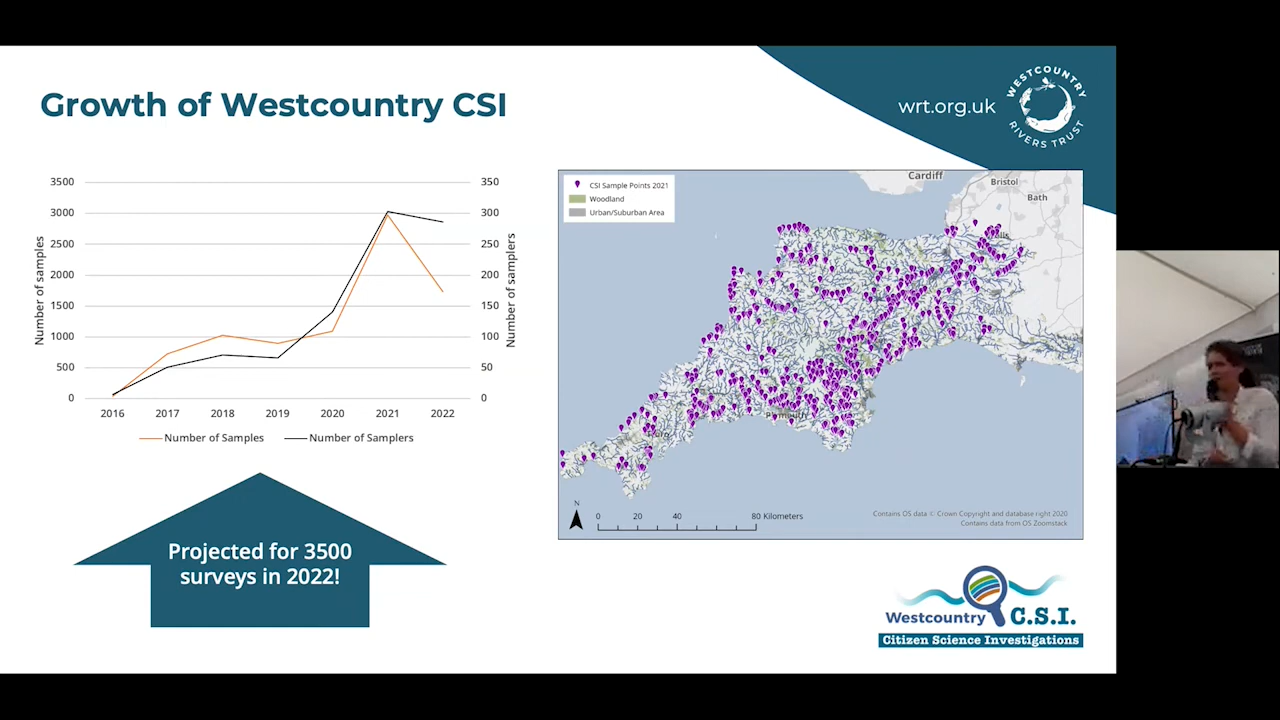 Growth of Westcountry CSI
wrt.org.uk
WESTCOUNTRY
RIVERS TRUST
3500
3000
2500
2000
1500
1000
500
0
Number of samples
350
300
250
200
150
100
50
0
Number of samplers
2016 2017 2018 2019 2020 2021 2022
Number of Samples Number of Samplers
Projected for 3500
surveys in 2022!
CSI Sample Points 2021
Woodland
Urban/Suburban Area
Cardiff
Bristol
Bath
Plymouth
N
0 20 40 80 Kilometers
Contains OS data © Crown Copyright and database right 2020
Contains data from OS Zoomstack
Westcountry C.S.I.
Citizen Science Investigations